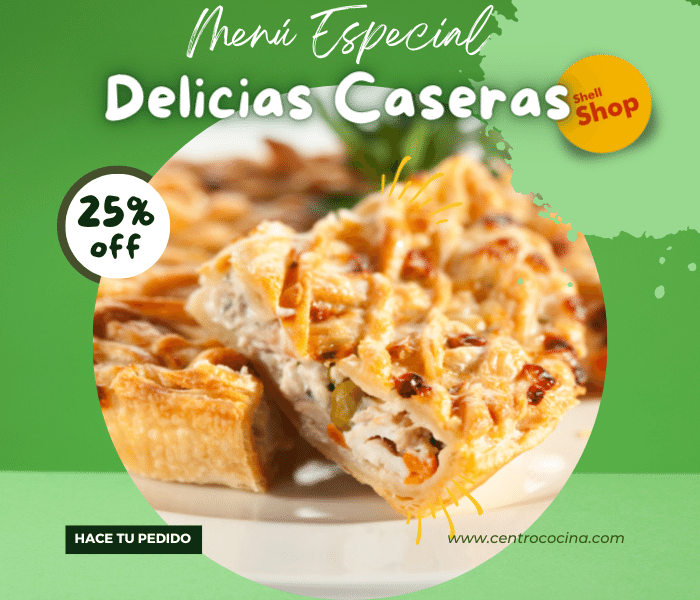 Menú Especial
Delicias Caseras
Shell
Shop
25%
off
HACE TU PEDIDO
www.centrococina.com